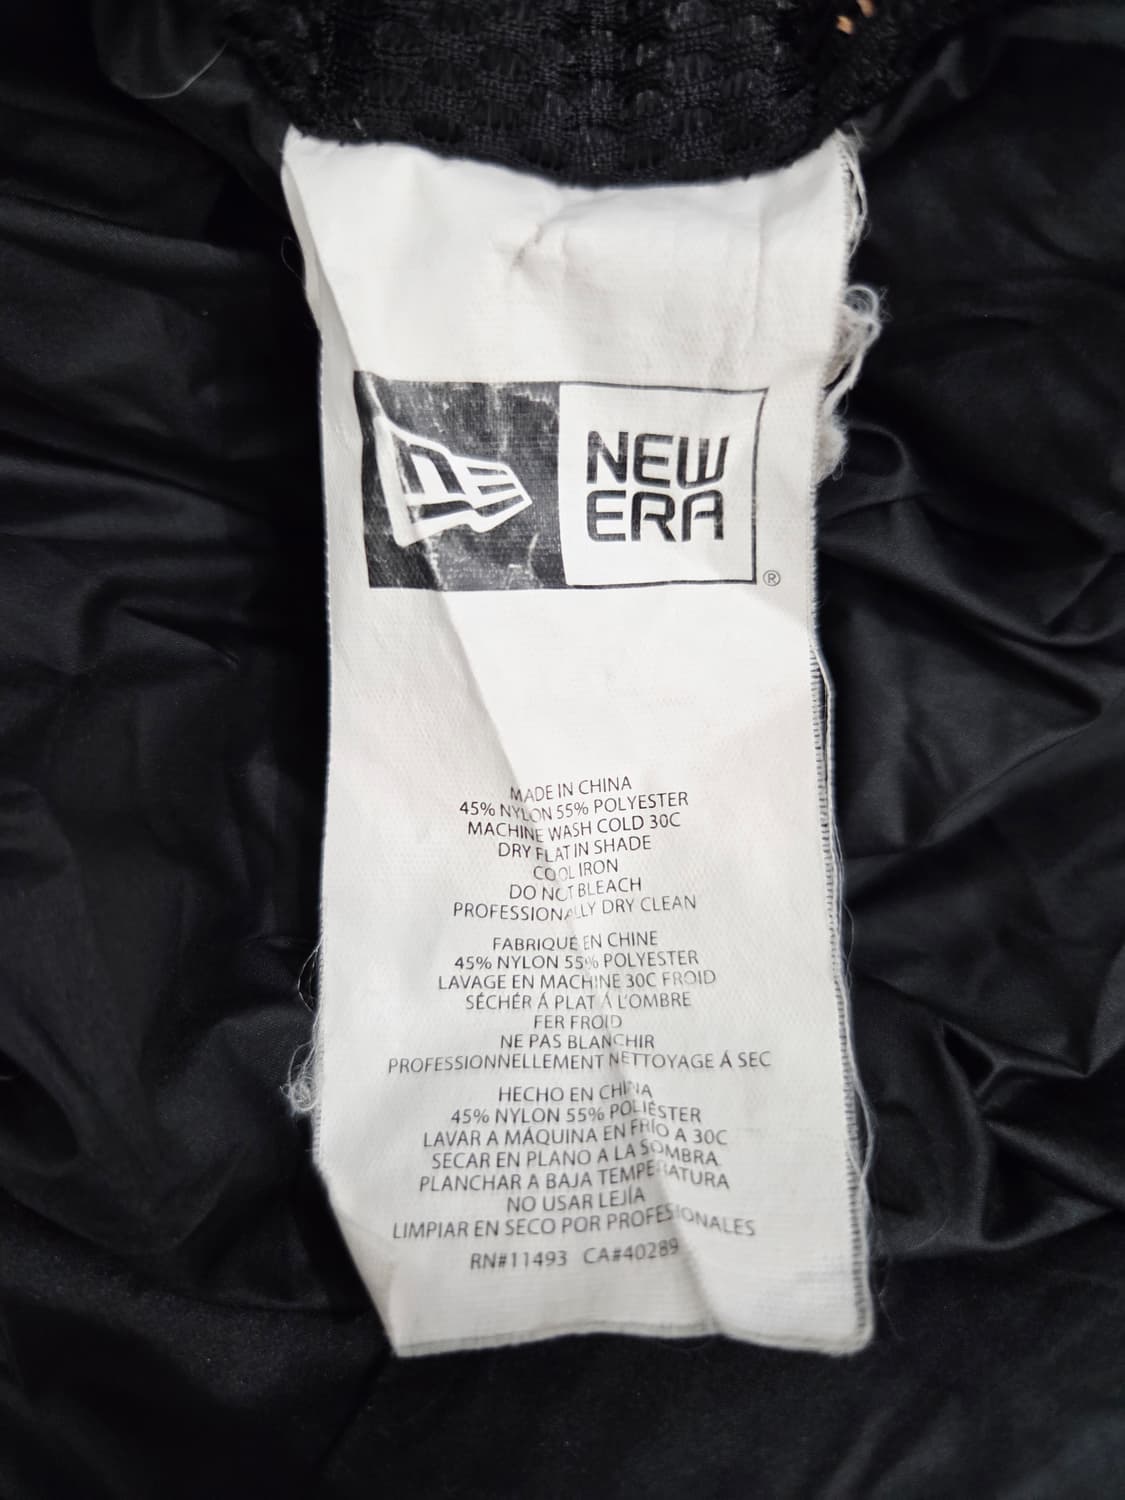 NE
NEW
ERA
®
MADE IN CHINA
45% NYLON 55% POLYESTER
MACHINE WASH COLD 30C
DRY FLAT IN SHADE
COOL IRON
DO NOT BLEACH
PROFESSIONALLY DRY CLEAN
FABRIQUÉ EN CHINE
45% NYLON 55% POLYESTER
LAVAGE EN MACHINE 30C FROID
SÉCHÉR Á PLAT Á L'OMBRE
FER FROID
NE PAS BLANCHIR
PROFESSIONNELLEMENT NETTOYAGE Á SEC
HECHO EN CHINA
45% NYLON 55% POLIÉSTER
LAVAR A MÁQUINA EN FRÍO A 30C
SECAR EN PLANO A LA SOMBRA
PLANCHAR A BAJA TEMPERATURA
NO USAR LEJÍA
LIMPIAR EN SECO POR PROFESIONALES
RN#11493 CA#40289